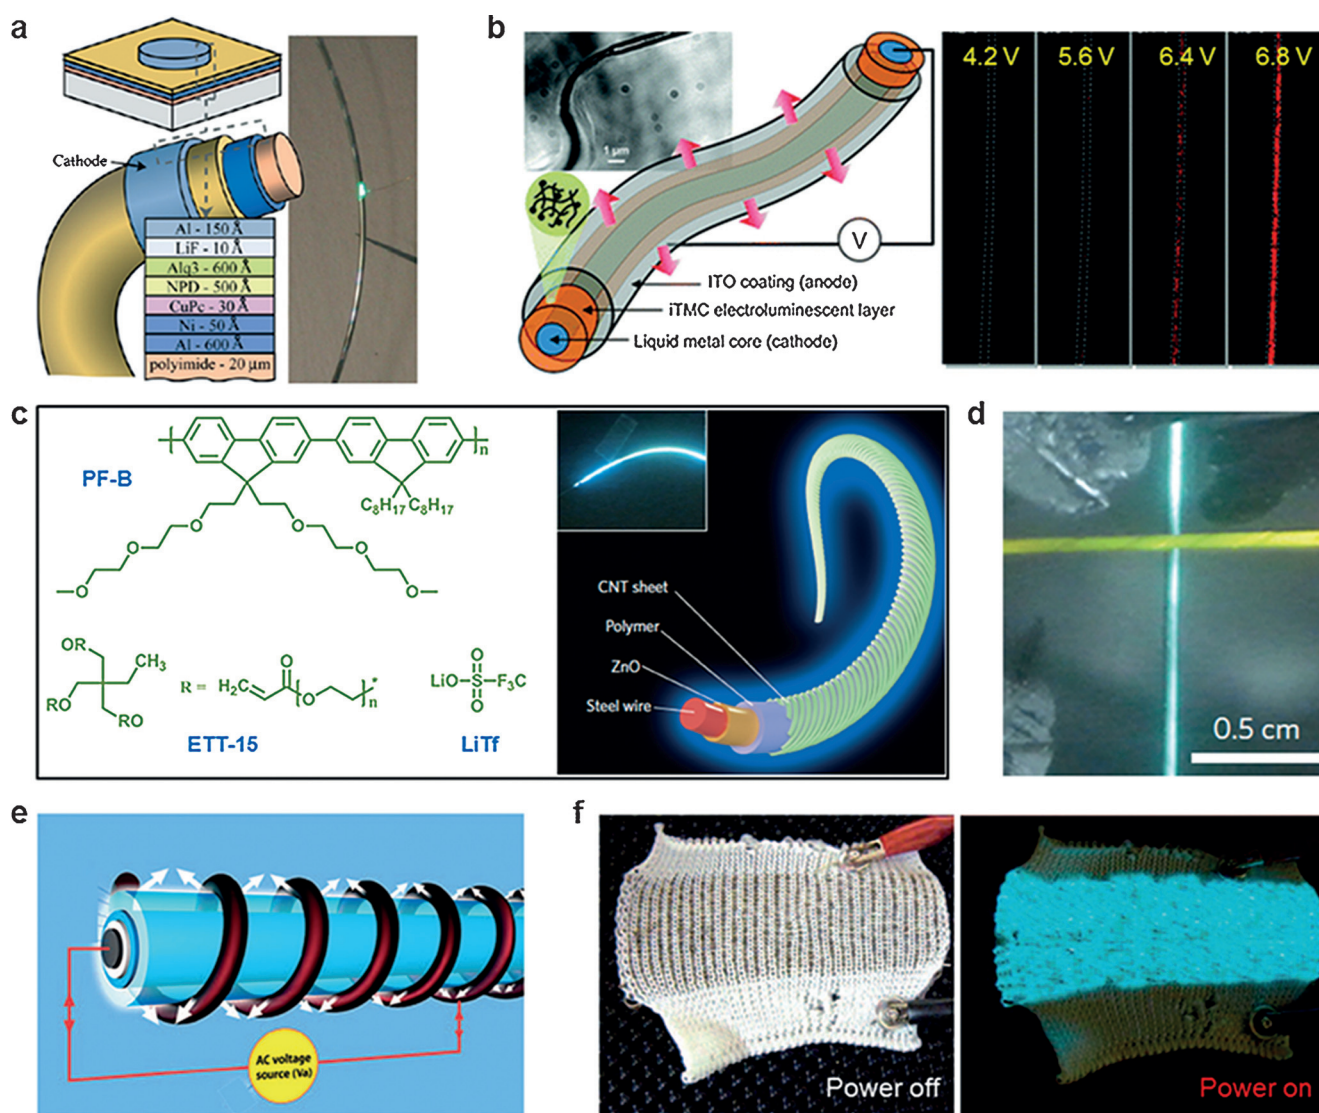 a
Cathode
Al - 150 Å
LiF - 10 Å
Alq3 - 600 Å
NPD - 500 Å
CuPc - 30 Å
Ni - 50 Å
Al - 600 Å
polyimide - 20 μm
b
1 μm
V
ITO coating (anode)
iTMC electroluminescent layer
Liquid metal core (cathode)
4.2 V
5.6 V
6.4 V
6.8 V
c
n
PF-B
C8H17 C8H17
O
O
O
O
O
O
OR
CH3
RO
RO
R = H2C
O
O
O
n
*
ETT-15
O
LiO-S-F3C
O
LiTf
CNT sheet
Polymer
ZnO
Steel wire
d
0.5 cm
e
AC voltage
source (Va)
f
Power off
Power on